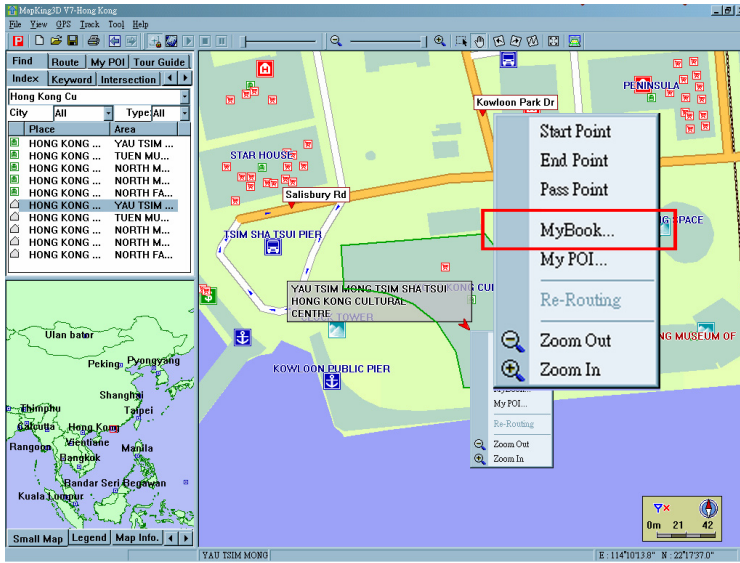 MapKing3D V7-Hong Kong
File View GPS Track Tool Help
Find Route My POI Tour Guide
Index Keyword Intersection
Hong Kong Cu
City All Type: All
Place Area
HONG KONG ... YAU TSIM ...
HONG KONG ... TUEN MU...
HONG KONG ... NORTH M...
HONG KONG ... NORTH M...
HONG KONG ... NORTH FA...
HONG KONG ... YAU TSIM ...
HONG KONG ... TUEN MU...
HONG KONG ... NORTH M...
HONG KONG ... NORTH M...
HONG KONG ... NORTH FA...
Ulan bator
Peking
Pyongyang
Shanghai
Thimphu
Taipei
Calcutta
Hong Kong
Vientiane
Rangoon
Manila
Bangkok
Bandar Seri Begawan
Kuala Lumpur
Small Map Legend Map Info.
PENINSULA
Kowloon Park Dr
STAR HOUSE
Salisbury Rd
TSIM SHA TSUI PIER
YAU TSIM MONG TSIM SHA TSUI
HONG KONG CULTURAL
CENTRE
KONG CUI
CLOCK TOWER
KOWLOON PUBLIC PIER
SPACE
NG MUSEUM OF
Start Point
End Point
Pass Point
MyBook...
My POI...
Re-Routing
Zoom Out
Zoom In
MyBook...
My POI...
Re-Routing
Zoom Out
Zoom In
0m 21 42
YAU TSIM MONG
E : 114°10'13.8" N : 22°17'37.0"